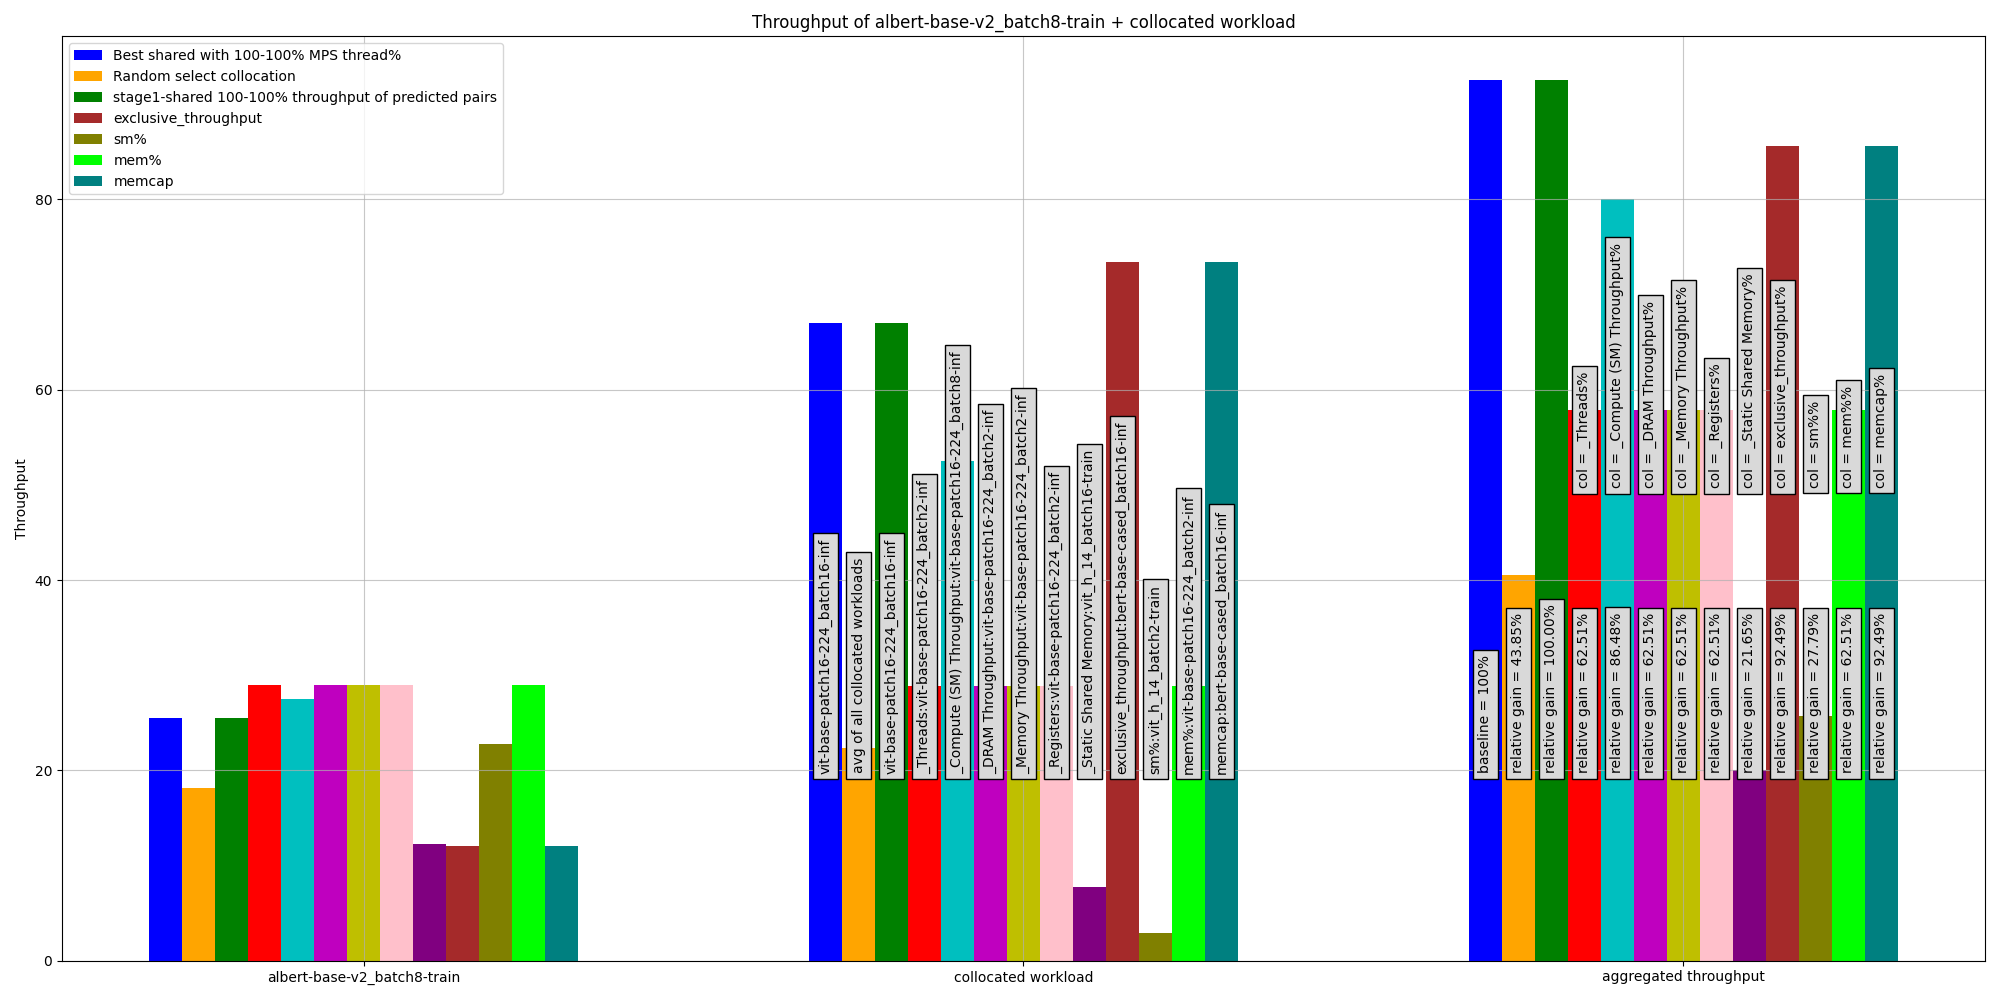 Throughput of albert-base-v2_batch8-train + collocated workload
Best shared with 100-100% MPS thread%
Random select collocation
stage1-shared 100-100% throughput of predicted pairs
exclusive_throughput
sm%
mem%
memcap
Throughput
80
60
40
20
0
vit-base-patch16-224_batch16-inf
avg of all collocated workloads
vit-base-patch16-224_batch16-inf
_Threads:vit-base-patch16-224_batch2-inf
_Compute (SM) Throughput:vit-base-patch16-224_batch8-inf
_DRAM Throughput:vit-base-patch16-224_batch2-inf
_Memory Throughput:vit-base-patch16-224_batch2-inf
_Registers:vit-base-patch16-224_batch2-inf
_Static Shared Memory:vit_h_14_batch16-train
exclusive_throughput:bert-base-cased_batch16-inf
sm%:vit_h_14_batch2-train
mem%:vit-base-patch16-224_batch2-inf
memcap:bert-base-cased_batch16-inf
col = _Threads%
col = _Compute (SM) Throughput%
col = _DRAM Throughput%
col = _Memory Throughput%
col = _Registers%
col = _Static Shared Memory%
col = exclusive_throughput%
col = sm%%
col = mem%%
col = memcap%
baseline = 100%
relative gain = 43.85%
relative gain = 100.00%
relative gain = 62.51%
relative gain = 86.48%
relative gain = 62.51%
relative gain = 62.51%
relative gain = 62.51%
relative gain = 21.65%
relative gain = 92.49%
relative gain = 27.79%
relative gain = 62.51%
relative gain = 92.49%
albert-base-v2_batch8-train
collocated workload
aggregated throughput